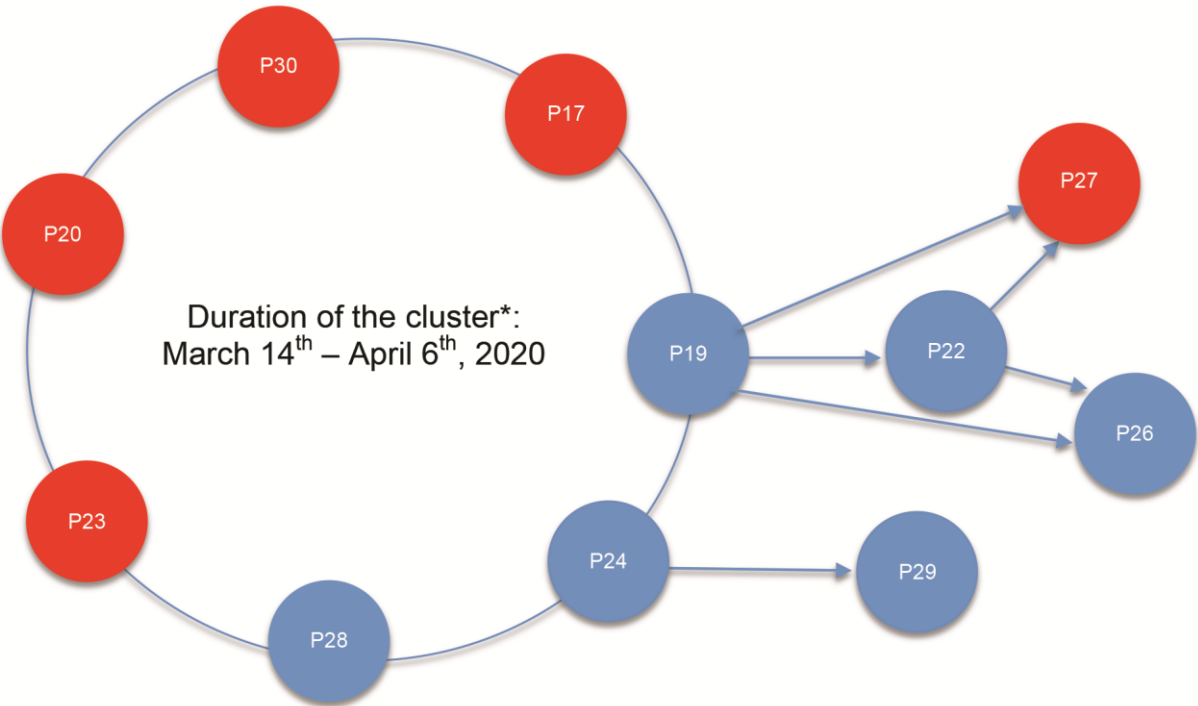 P30
P17
P27
P20
Duration of the cluster*:
March 14th – April 6th, 2020
P19
P22
P26
P23
P24
P29
P28